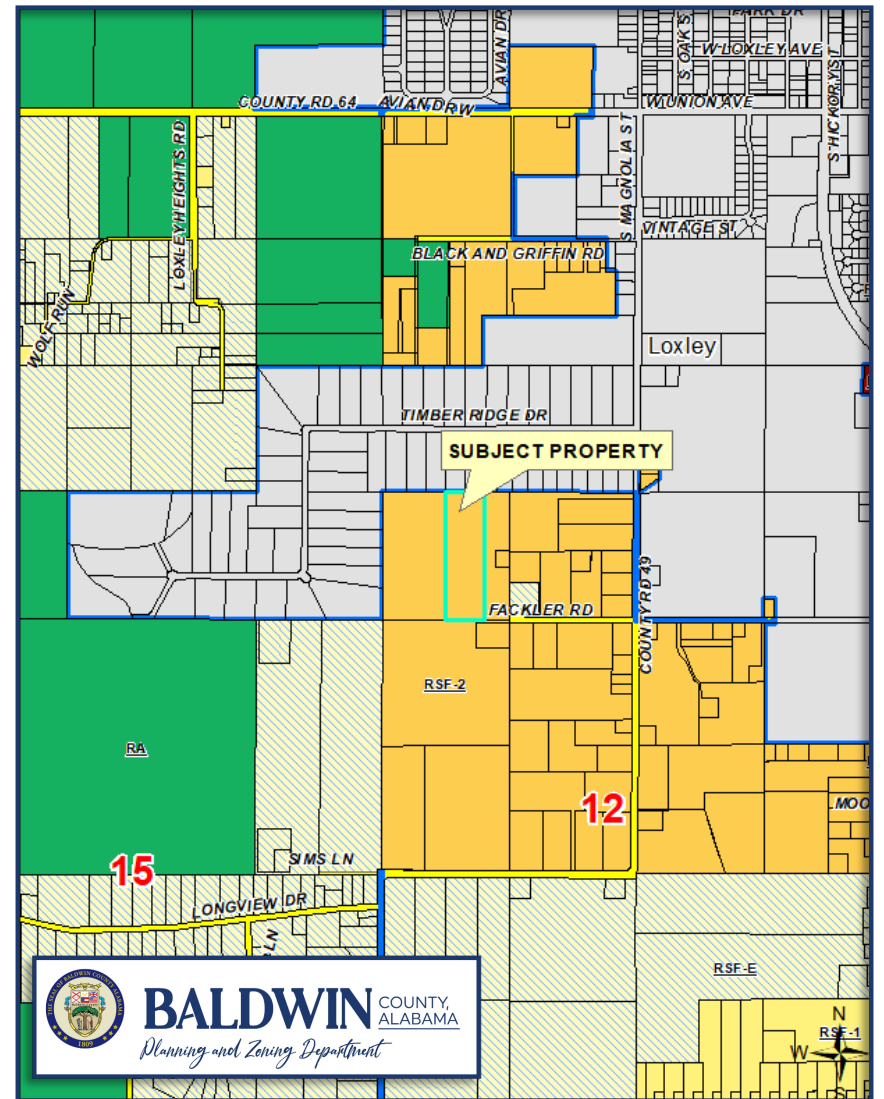 PARK DR
AVIAN DR
S OAK S
W LOXLEY AVE
S HICKORY ST
COUNTY RD 64
AVIAN DR W
W UNION AVE
LOXLEY HEIGHTS RD
S MAGNOLIA ST
VINTAGE ST
BLACK AND GRIFFIN RD
WOLF RUN
Loxley
TIMBER RIDGE DR
SUBJECT PROPERTY
FACKLER RD
COUNTY RD 49
RSF-2
RA
12
MOO
SIMS LN
15
LONGVIEW DR
LN
RSF-E
RSF-1
N
W
S
BALDWIN COUNTY,
ALABAMA
Planning and Zoning Department
1809